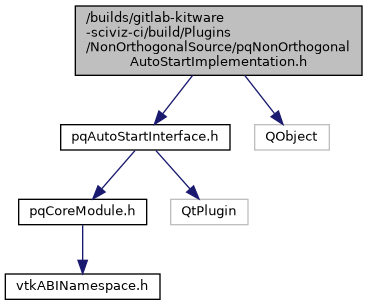 /builds/gitlab-kitware
-sciviz-ci/build/Plugins
/NonOrthogonalSource/pqNonOrthogonal
AutoStartImplementation.h
pqAutoStartInterface.h
QObject
pqCoreModule.h
QtPlugin
vtkABINamespace.h